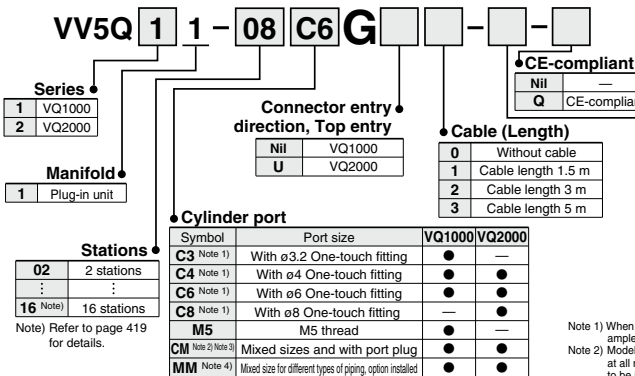 VV5Q 1 1 - 08 C6 G - -
CE-compliant
Nil —
Q
Series
1 VQ1000
2 VQ2000
Connector entry
direction, Top entry
Nil VQ1000
U VQ2000
Cable (Length)
0 Without cable
1 Cable length 1.5 m
2 Cable length 3 m
3 Cable length 5 m
Manifold
1 Plug-in unit
Cylinder port
Symbol Port size VQ1000 VQ2000
C3 Note 1) With ø3.2 One-touch fitting ● —
C4 Note 1) With ø4 One-touch fitting ● ●
C6 Note 1) With ø6 One-touch fitting ● ●
C8 Note 1) With ø8 One-touch fitting — ●
M5 M5 thread ● —
CM Note 2) Note 3) Mixed sizes and with port plug ● ●
MM Note 4) Mixed size for different types of piping, option installed ● ●
Stations
02 2 stations
⋮ ⋮
16 Note) 16 stations
Note) Refer to page 419
for details.
Note 1) When
Note 2) Model
at all
to be